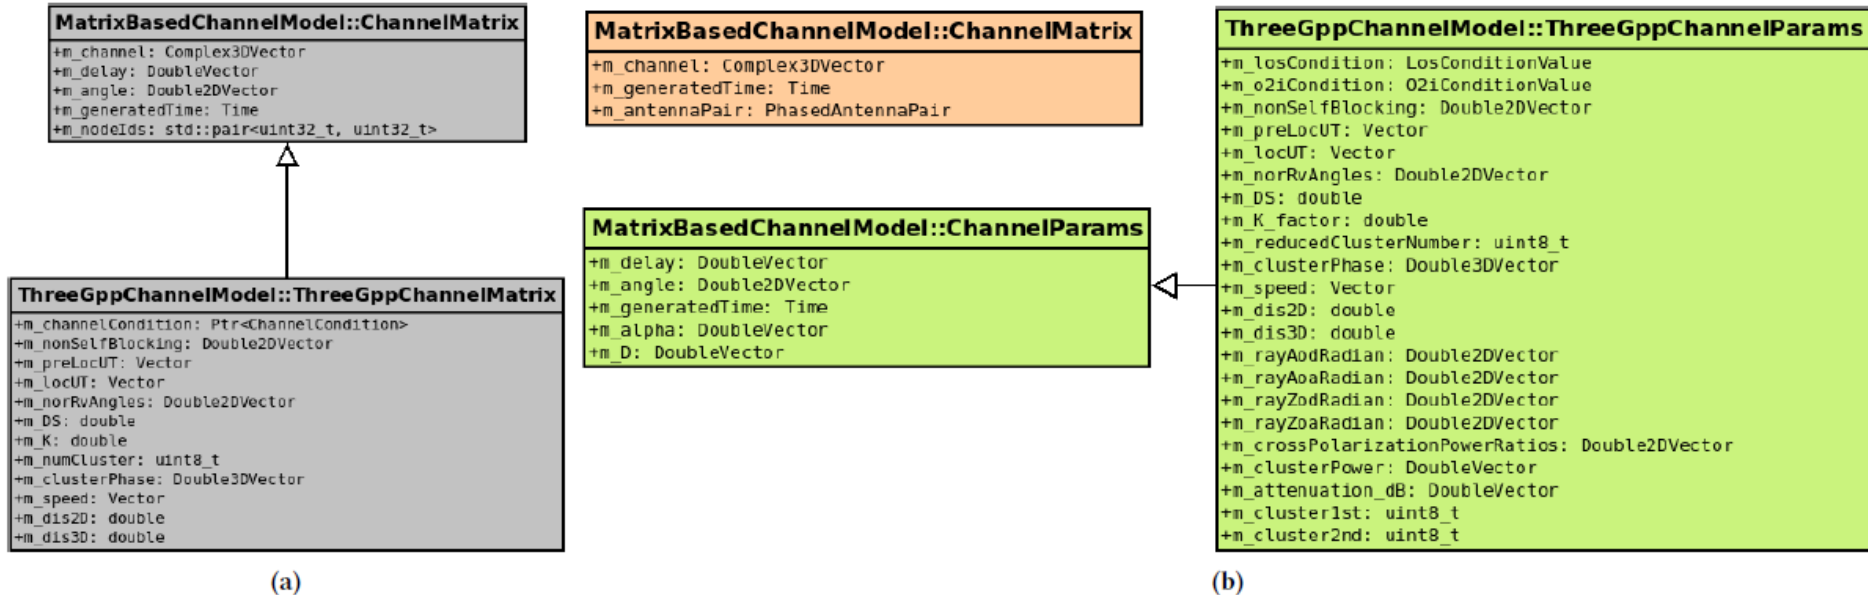 MatrixBasedChannelModel::ChannelMatrix
+m_channel: Complex3DVector
+m_delay: DoubleVector
+m_angle: Double2DVector
+m_generatedTime: Time
+m_nodeIds: std::pair<uint32_t, uint32_t>
ThreeGppChannelModel::ThreeGppChannelMatrix
+m_channelCondition: Ptr<ChannelCondition>
+m_nonSelfBlocking: Double2DVector
+m_preLocUT: Vector
+m_locUT: Vector
+m_norRvAngles: Double2DVector
+m_DS: double
+m_K: double
+m_numCluster: uint8_t
+m_clusterPhase: Double3DVector
+m_speed: Vector
+m_dis2D: double
+m_dis3D: double
(a)
MatrixBasedChannelModel::ChannelMatrix
+m_channel: Complex3DVector
+m_generatedTime: Time
+m_antennaPair: PhasedAntennaPair
MatrixBasedChannelModel::ChannelParams
+m_delay: DoubleVector
+m_angle: Double2DVector
+m_generatedTime: Time
+m_alpha: DoubleVector
+m_D: DoubleVector
ThreeGppChannelModel::ThreeGppChannelParams
+m_losCondition: LosConditionValue
+m_o2iCondition: O2iConditionValue
+m_nonSelfBlocking: Double2DVector
+m_preLocUT: Vector
+m_locUT: Vector
+m_norRvAngles: Double2DVector
+m_DS: double
+m_K_factor: double
+m_reducedClusterNumber: uint8_t
+m_clusterPhase: Double3DVector
+m_speed: Vector
+m_dis2D: double
+m_dis3D: double
+m_rayAodRadian: Double2DVector
+m_rayAoaRadian: Double2DVector
+m_rayZodRadian: Double2DVector
+m_rayZoaRadian: Double2DVector
+m_crossPolarizationPowerRatios: Double2DVector
+m_clusterPower: DoubleVector
+m_attenuation_dB: DoubleVector
+m_cluster1st: uint8_t
+m_cluster2nd: uint8_t
(b)